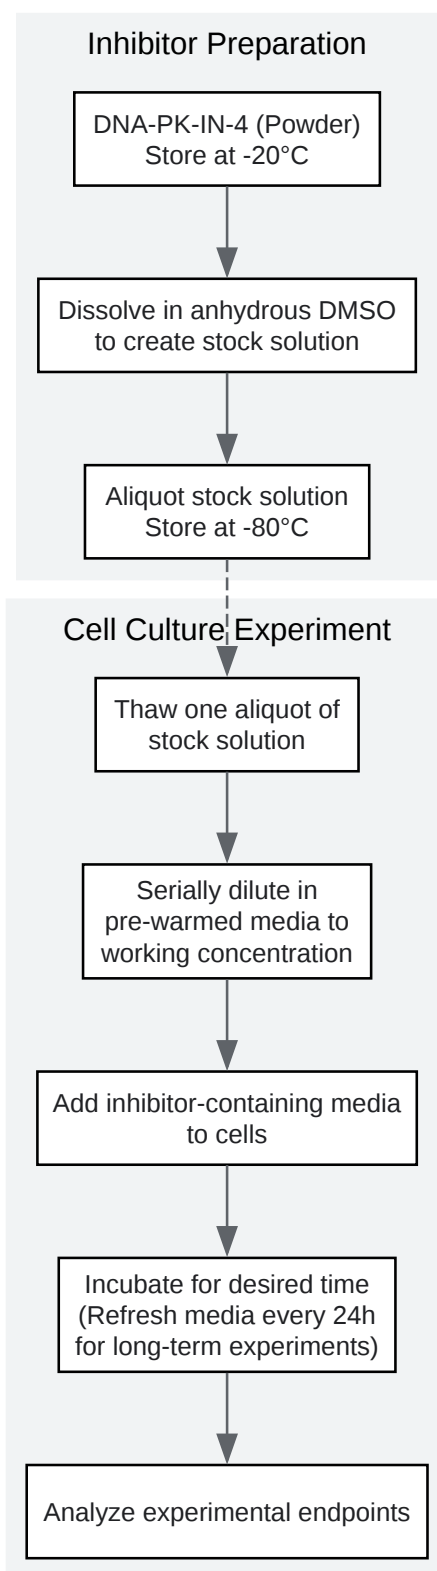 Inhibitor Preparation
DNA-PK-IN-4 (Powder)
Store at -20°C
Dissolve in anhydrous DMSO
to create stock solution
Aliquot stock solution
Store at -80°C
Cell Culture Experiment
Thaw one aliquot of
stock solution
Serially dilute in
pre-warmed media to
working concentration
Add inhibitor-containing media
to cells
Incubate for desired time
(Refresh media every 24h
for long-term experiments)
Analyze experimental endpoints